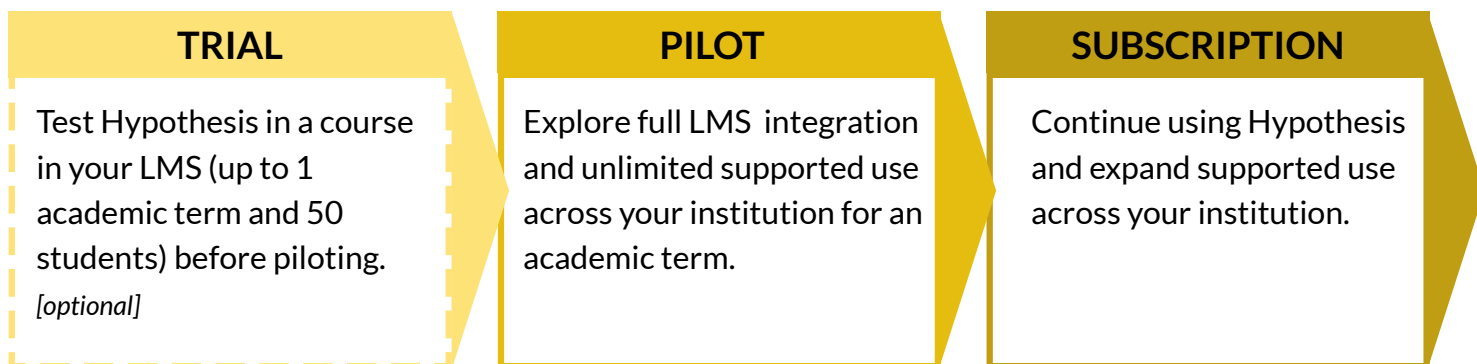 TRIAL
Test Hypothesis in a course
in your LMS (up to 1
academic term and 50
students) before piloting.
[optional]
PILOT
Explore full LMS integration
and unlimited supported use
across your institution for an
academic term.
SUBSCRIPTION
Continue using Hypothesis
and expand supported use
across your institution.